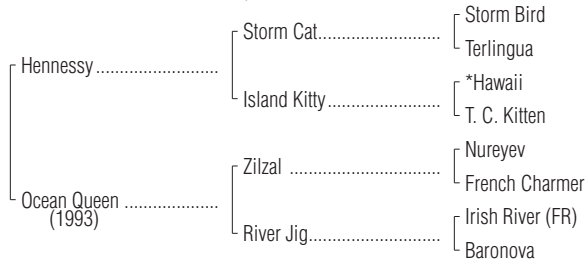 Storm Bird
Storm Cat....................
Terlingua
Hennessy ........................
*Hawaii
Island Kitty......................
T. C. Kitten
Nureyev
Zilzal ..........................
French Charmer
Ocean Queen ..................
(1993)
Irish River (FR)
River Jig.........................
Baronova